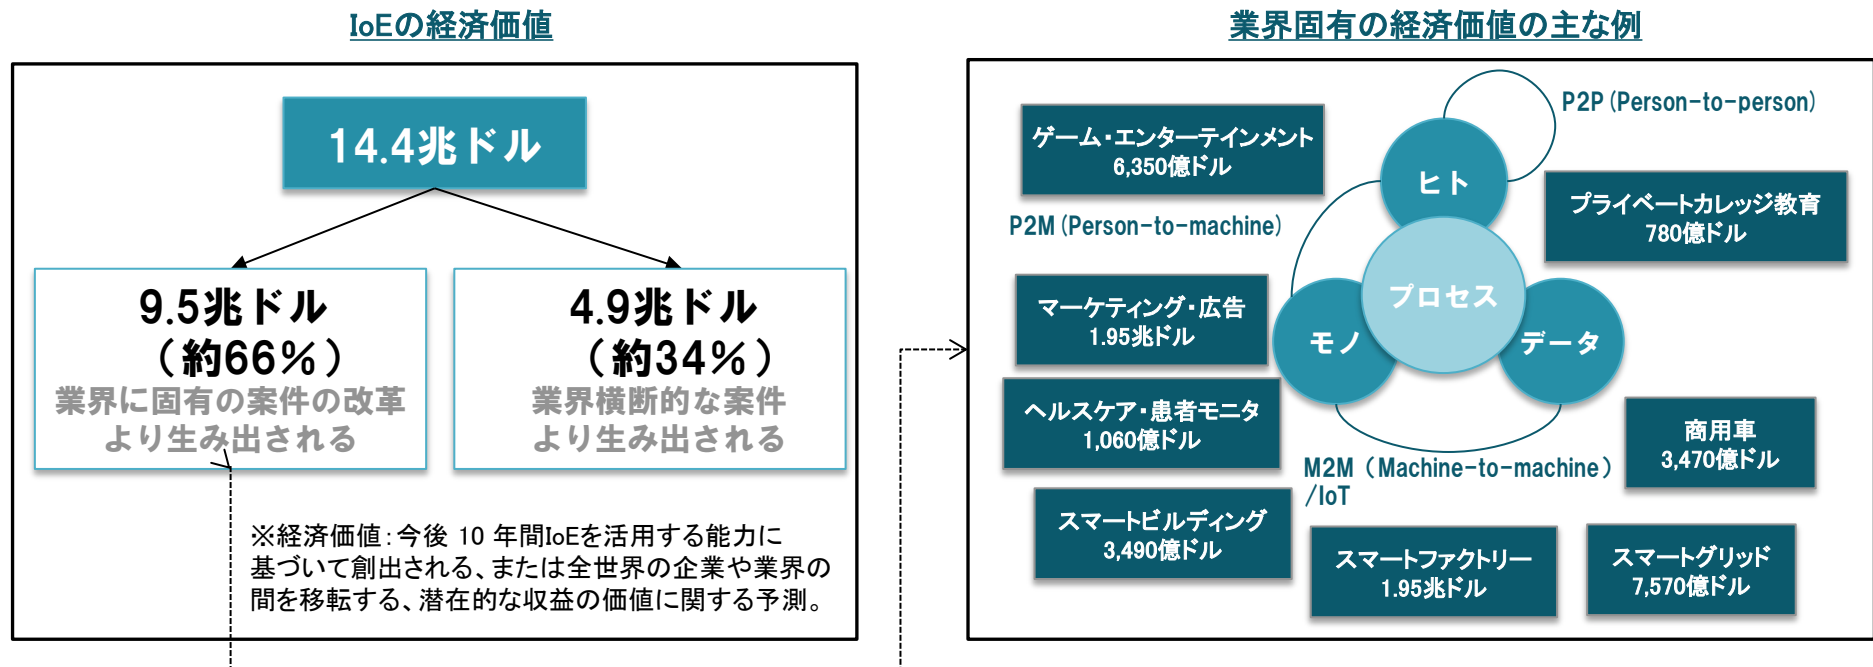 IoEの経済価値
14.4兆ドル
9.5兆ドル
（約66％）
業界に固有の案件の改革
より生み出される
4.9兆ドル
（約34％）
業界横断的な案件
より生み出される
※経済価値：今後 10 年間IoEを活用する能力に
基づいて創出される、または全世界の企業や業界の
間を移転する、潜在的な収益の価値に関する予測。
業界固有の経済価値の主な例
P2P（Person-to-person）
ゲーム・エンターテインメント
6,350億ドル
ヒト
プライベートカレッジ教育
780億ドル
P2M（Person-to-machine）
プロセス
マーケティング・広告
1.95兆ドル
モノ
データ
ヘルスケア・患者モニタ
1,060億ドル
商用車
3,470億ドル
M2M（Machine-to-machine）
/IoT
スマートビルディング
3,490億ドル
スマートファクトリー
1.95兆ドル
スマートグリッド
7,570億ドル